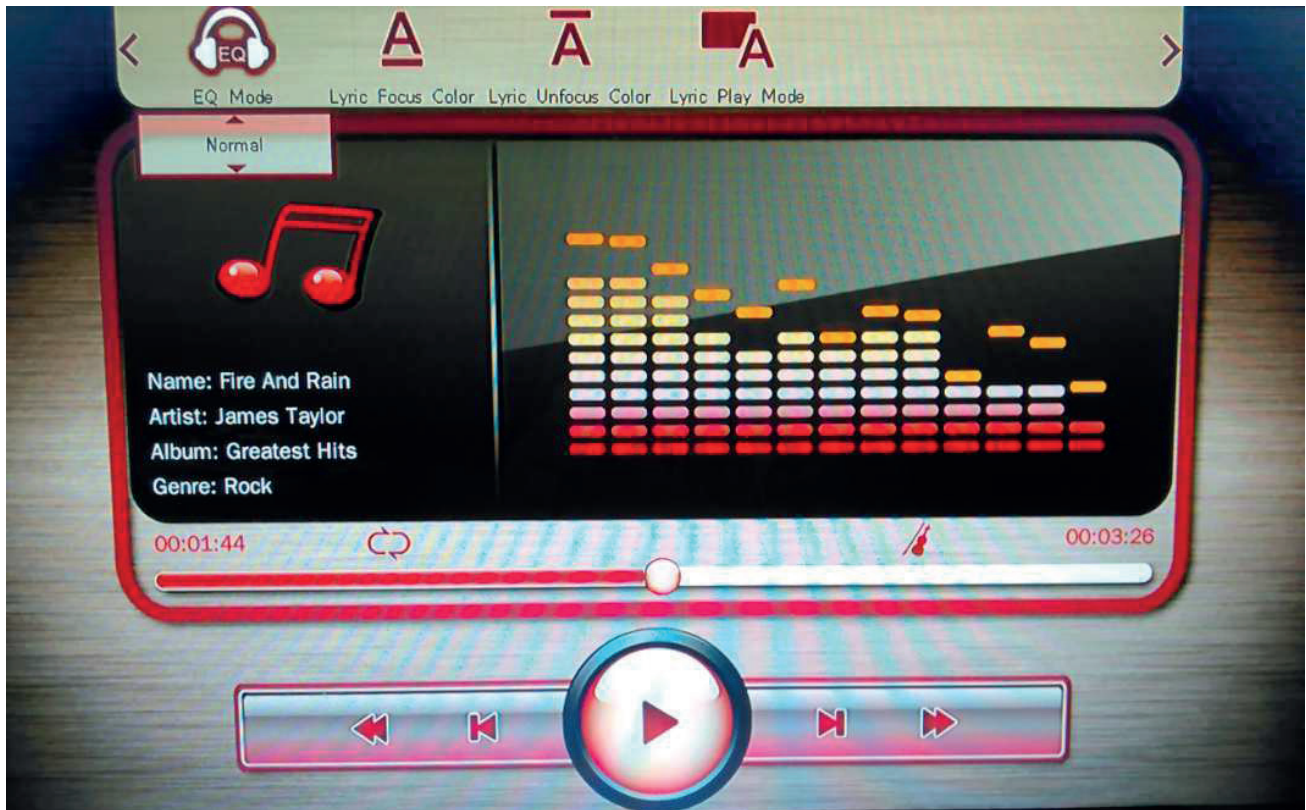 EQ
EQ Mode
Lyric Focus Color
Lyric Unfocus Color
Lyric Play Mode
Normal
Name: Fire And Rain
Artist: James Taylor
Album: Greatest Hits
Genre: Rock
00:01:44
00:03:26